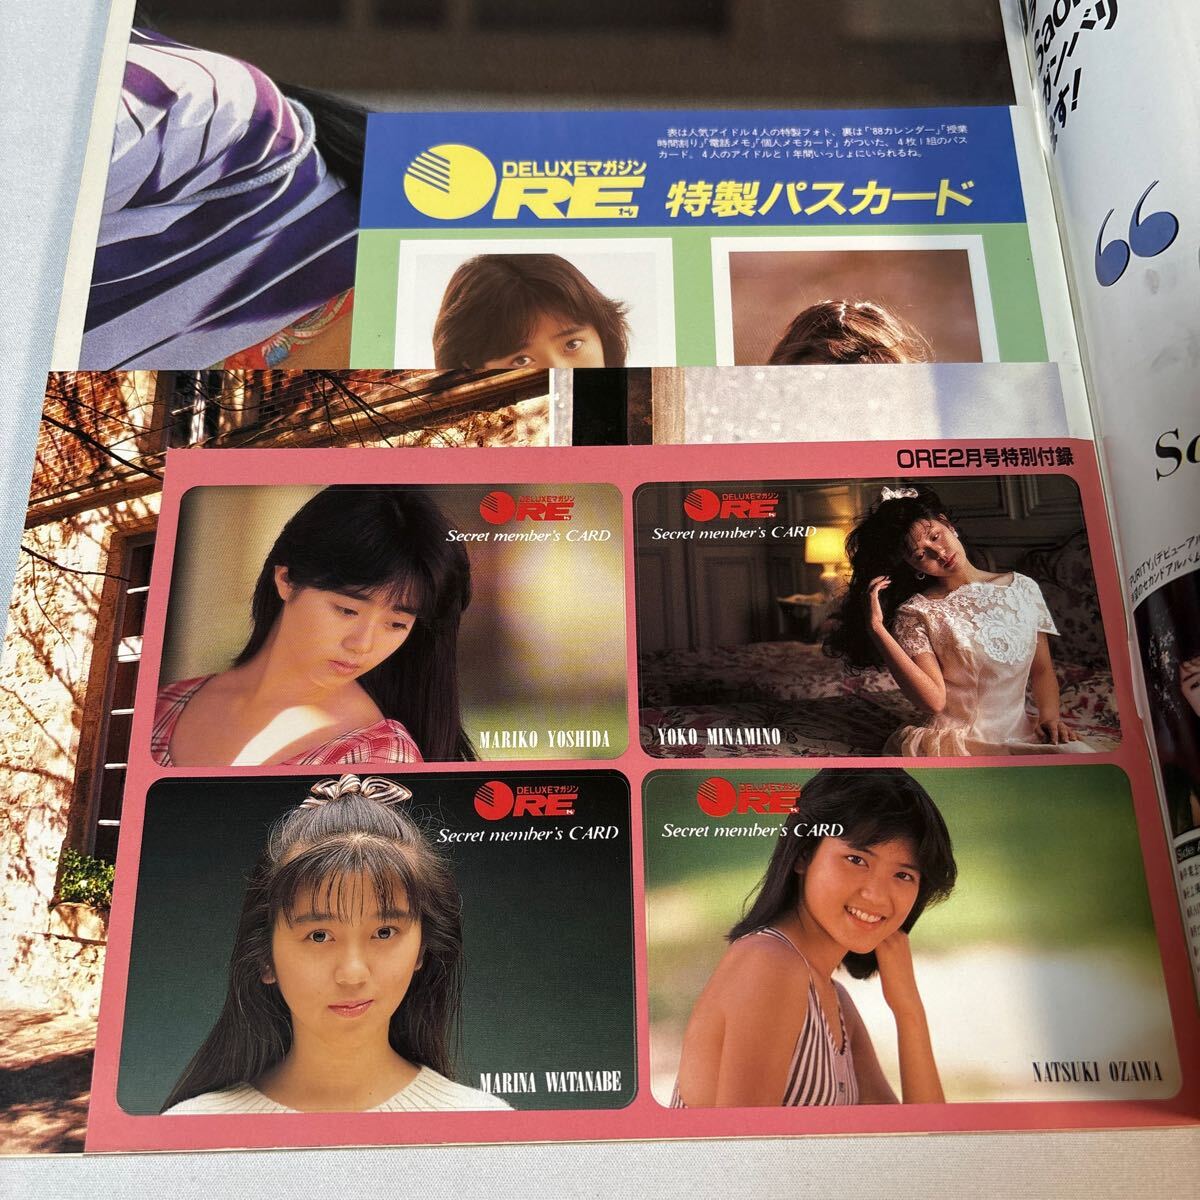 表は人気アイドル4人の特製フォト、裏は「'88カレンダー」「授業
時間割り」「電話メモ」「個人メモカード」がついた、4枚1組のパス
カード。4人のアイドルと1年間いっしょにいられるね。
DELUXEマガジン
ORE
オーレ
特製パスカード
ます!
“
ORE2月号特別付録
DELUXEマガジン
ORE
Secret member's CARD
MARIKO YOSHIDA
DELUXEマガジン
ORE
Secret member's CARD
YOKO MINAMINO
DELUXEマガジン
ORE
Secret member's CARD
MARINA WATANABE
DELUXEマガジン
ORE
Secret member's CARD
NATSUKI OZAWA